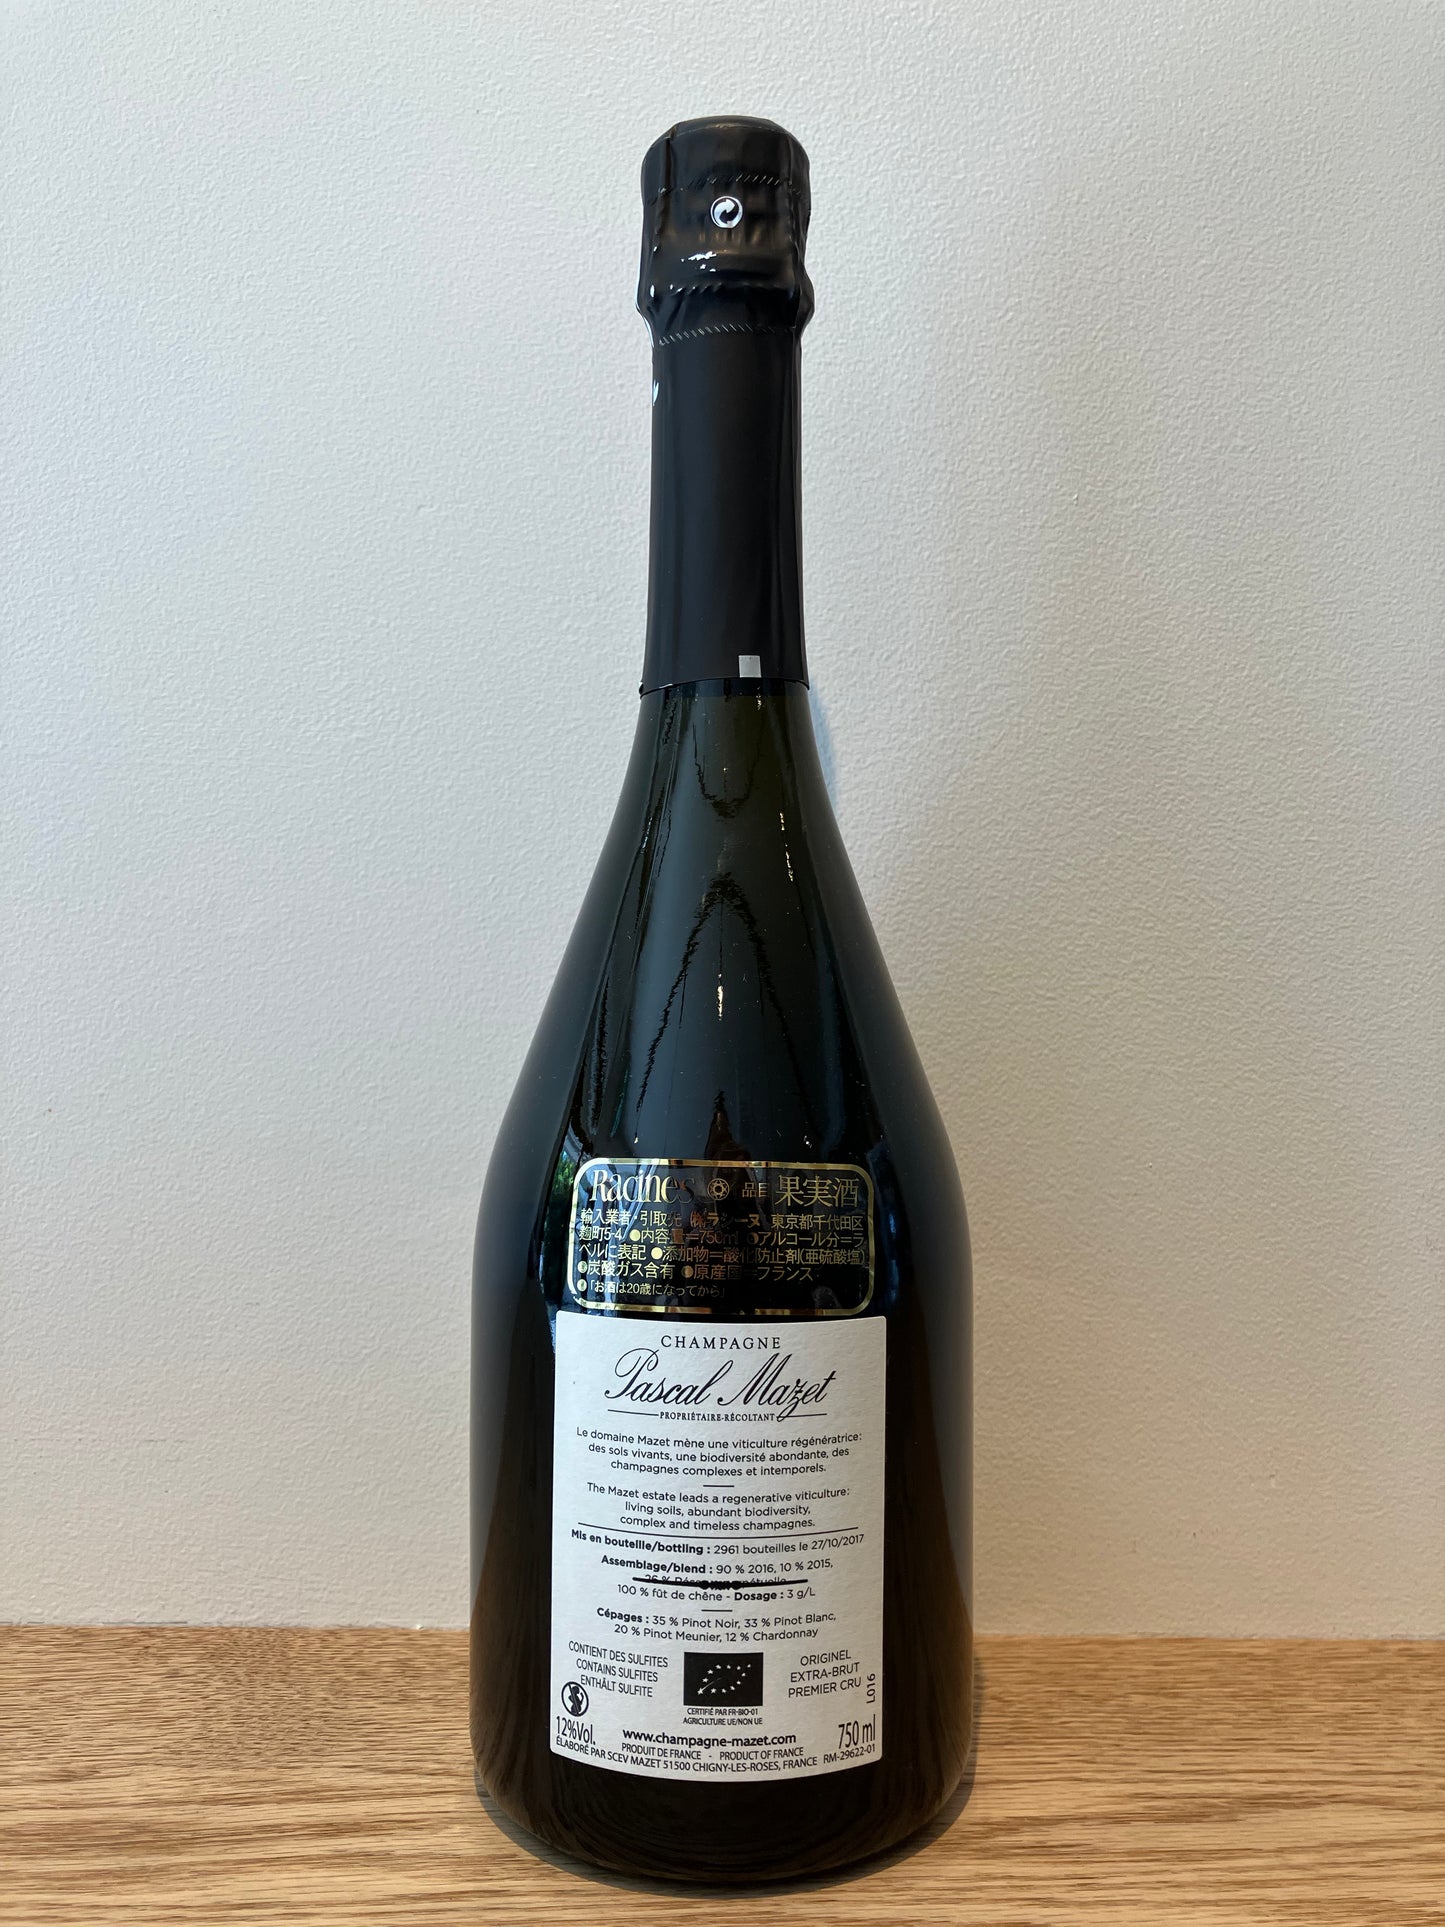 Racines 品目 果実酒
輸入業者・引取先 ㈱ラシーヌ 東京都千代田区
麹町5-4 ●内容量=750ml ●アルコール分=ラ
ベルに表記 ●添加物=酸化防止剤(亜硫酸塩)
●炭酸ガス含有 ●原産国=フランス
●「お酒は20歳になってから」
CHAMPAGNE
Pascal Mazet
PROPRIÉTAIRE-RÉCOLTANT
Le domaine Mazet mène une viticulture régénératrice:
des sols vivants, une biodiversité abondante, des
champagnes complexes et intemporels.
The Mazet estate leads a regenerative viticulture:
living soils, abundant biodiversity,
complex and timeless champagnes.
Mis en bouteille/bottling : 2961 bouteilles le 27/10/2017
Assemblage/blend : 90 % 2016, 10 % 2015,
26 %
100 % fût de chêne - Dosage : 3 g/L
Cépages : 35 % Pinot Noir, 33 % Pinot Blanc,
20 % Pinot Meunier, 12 % Chardonnay
CONTIENT DES SULFITES
CONTAINS SULFITES
ENTHÄLT SULFITE
CERTIFIÉ PAR FR-BIO-01
AGRICULTURE UE/NON UE
ORIGINEL
EXTRA-BRUT
PREMIER CRU
L016
12%Vol.
www.champagne-mazet.com
750 ml
PRODUIT DE FRANCE - PRODUCT OF FRANCE
ÉLABORÉ PAR SCEV MAZET 51500 CHIGNY-LES-ROSES, FRANCE RM-29622-01